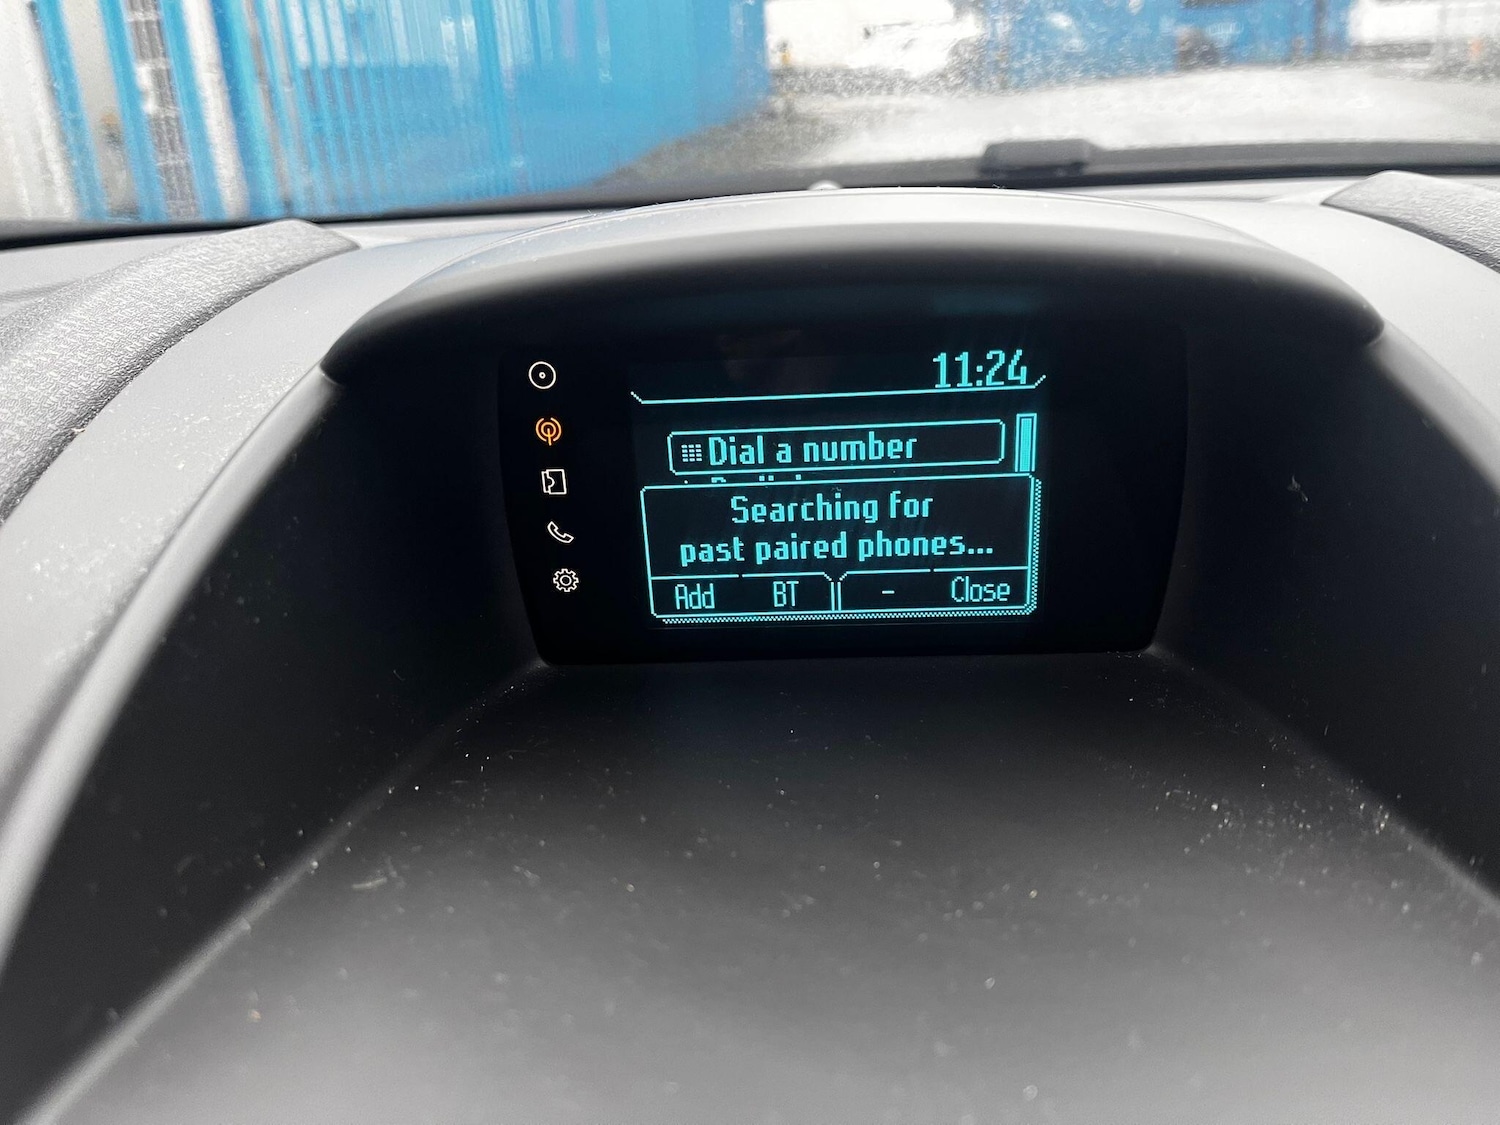 11:24
Dial a number
Searching for
past paired phones...
Add BT - Close